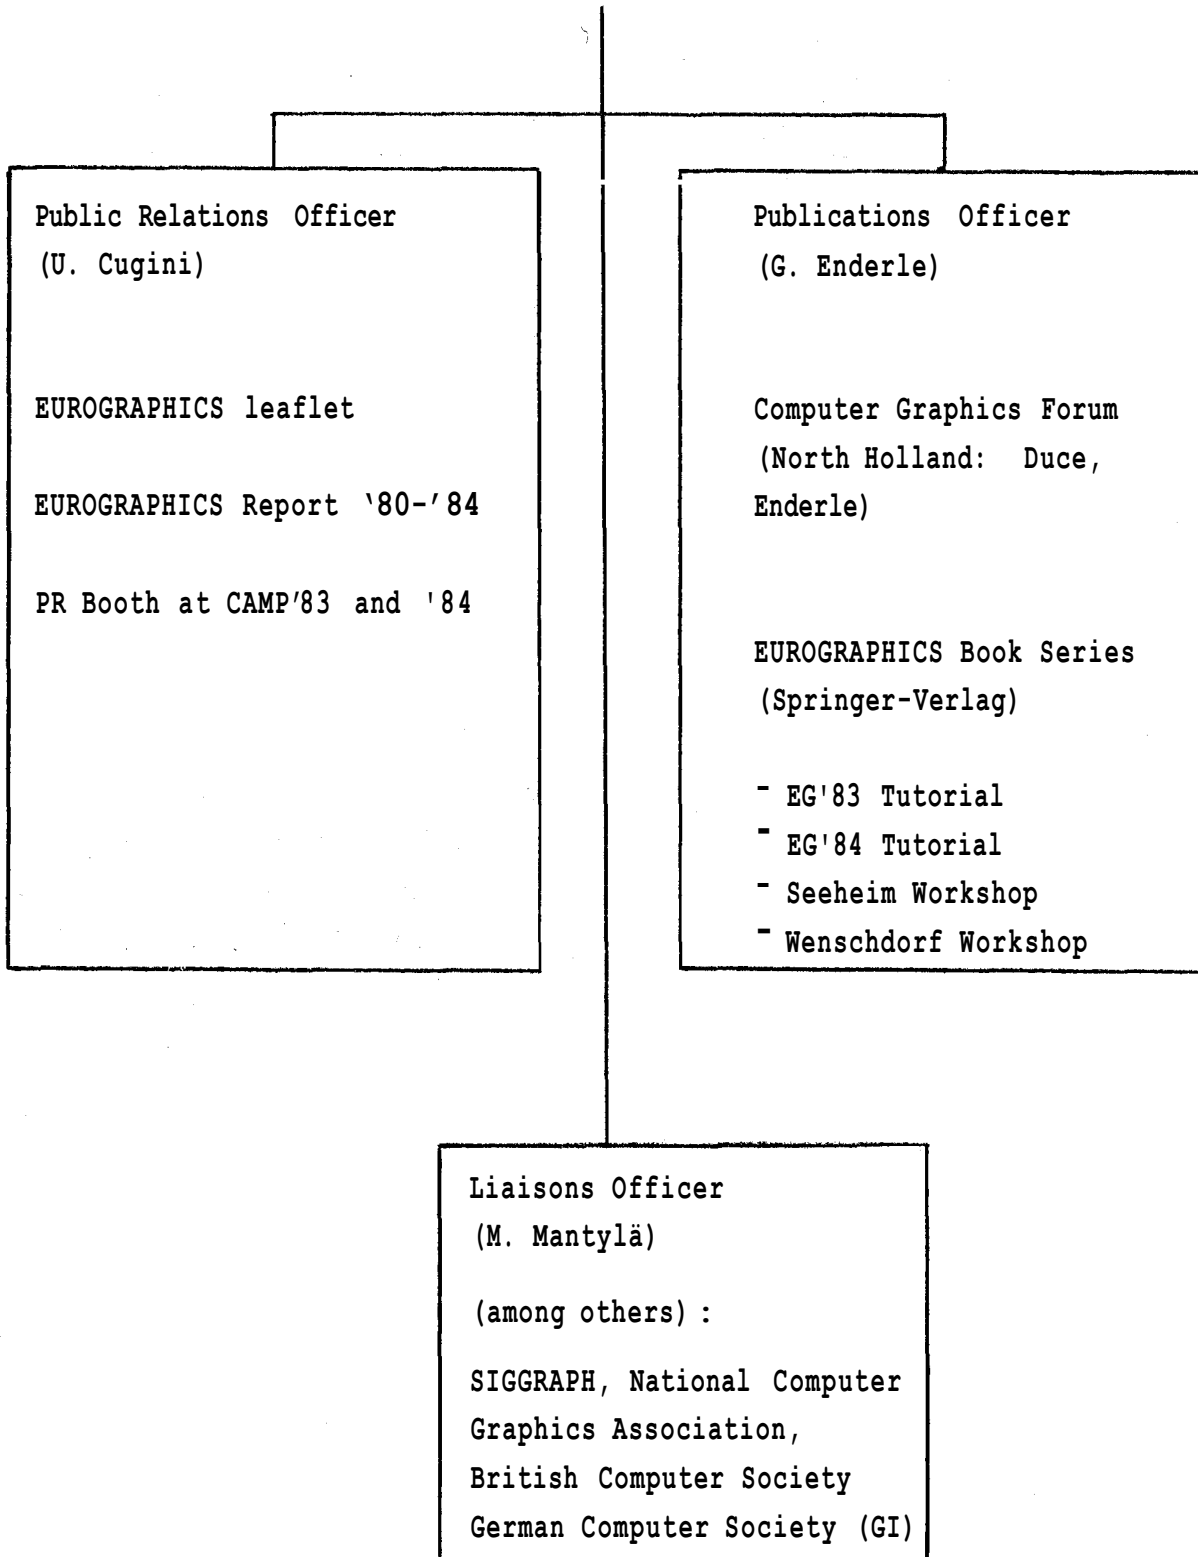 Public Relations Officer
(U. Cugini)
EUROGRAPHICS leaflet
EUROGRAPHICS Report '80-'84
PR Booth at CAMP'83 and '84
Publications Officer
(G. Enderle)
Computer Graphics Forum
(North Holland: Duce,
Enderle)
EUROGRAPHICS Book Series
(Springer-Verlag)
- EG'83 Tutorial
- EG'84 Tutorial
- Seeheim Workshop
- Wenschdorf Workshop
Liaisons Officer
(M. Mantylä)
(among others) :
SIGGRAPH, National Computer
Graphics Association,
British Computer Society
German Computer Society (GI)